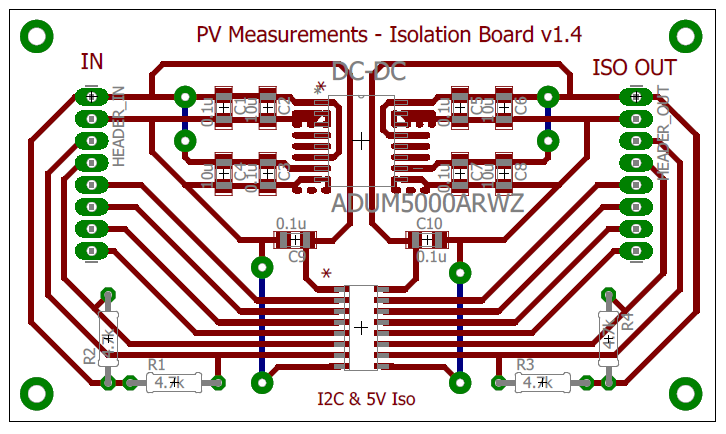 PV Measurements - Isolation Board v1.4
IN
DC-DC
ISO OUT
*
HEADER_IN
0.1u
C1
10u
C2
0.1u
C5
10u
C6
HEADER_OUT
10u
C4
0.1u
C3
10u
C7
0.1u
C8
ADUM5000ARWZ
0.1u
C9
C10
0.1u
*
R2
4.7k
R1
4.7k
R3
4.7k
R4
4.7k
I2C & 5V Iso